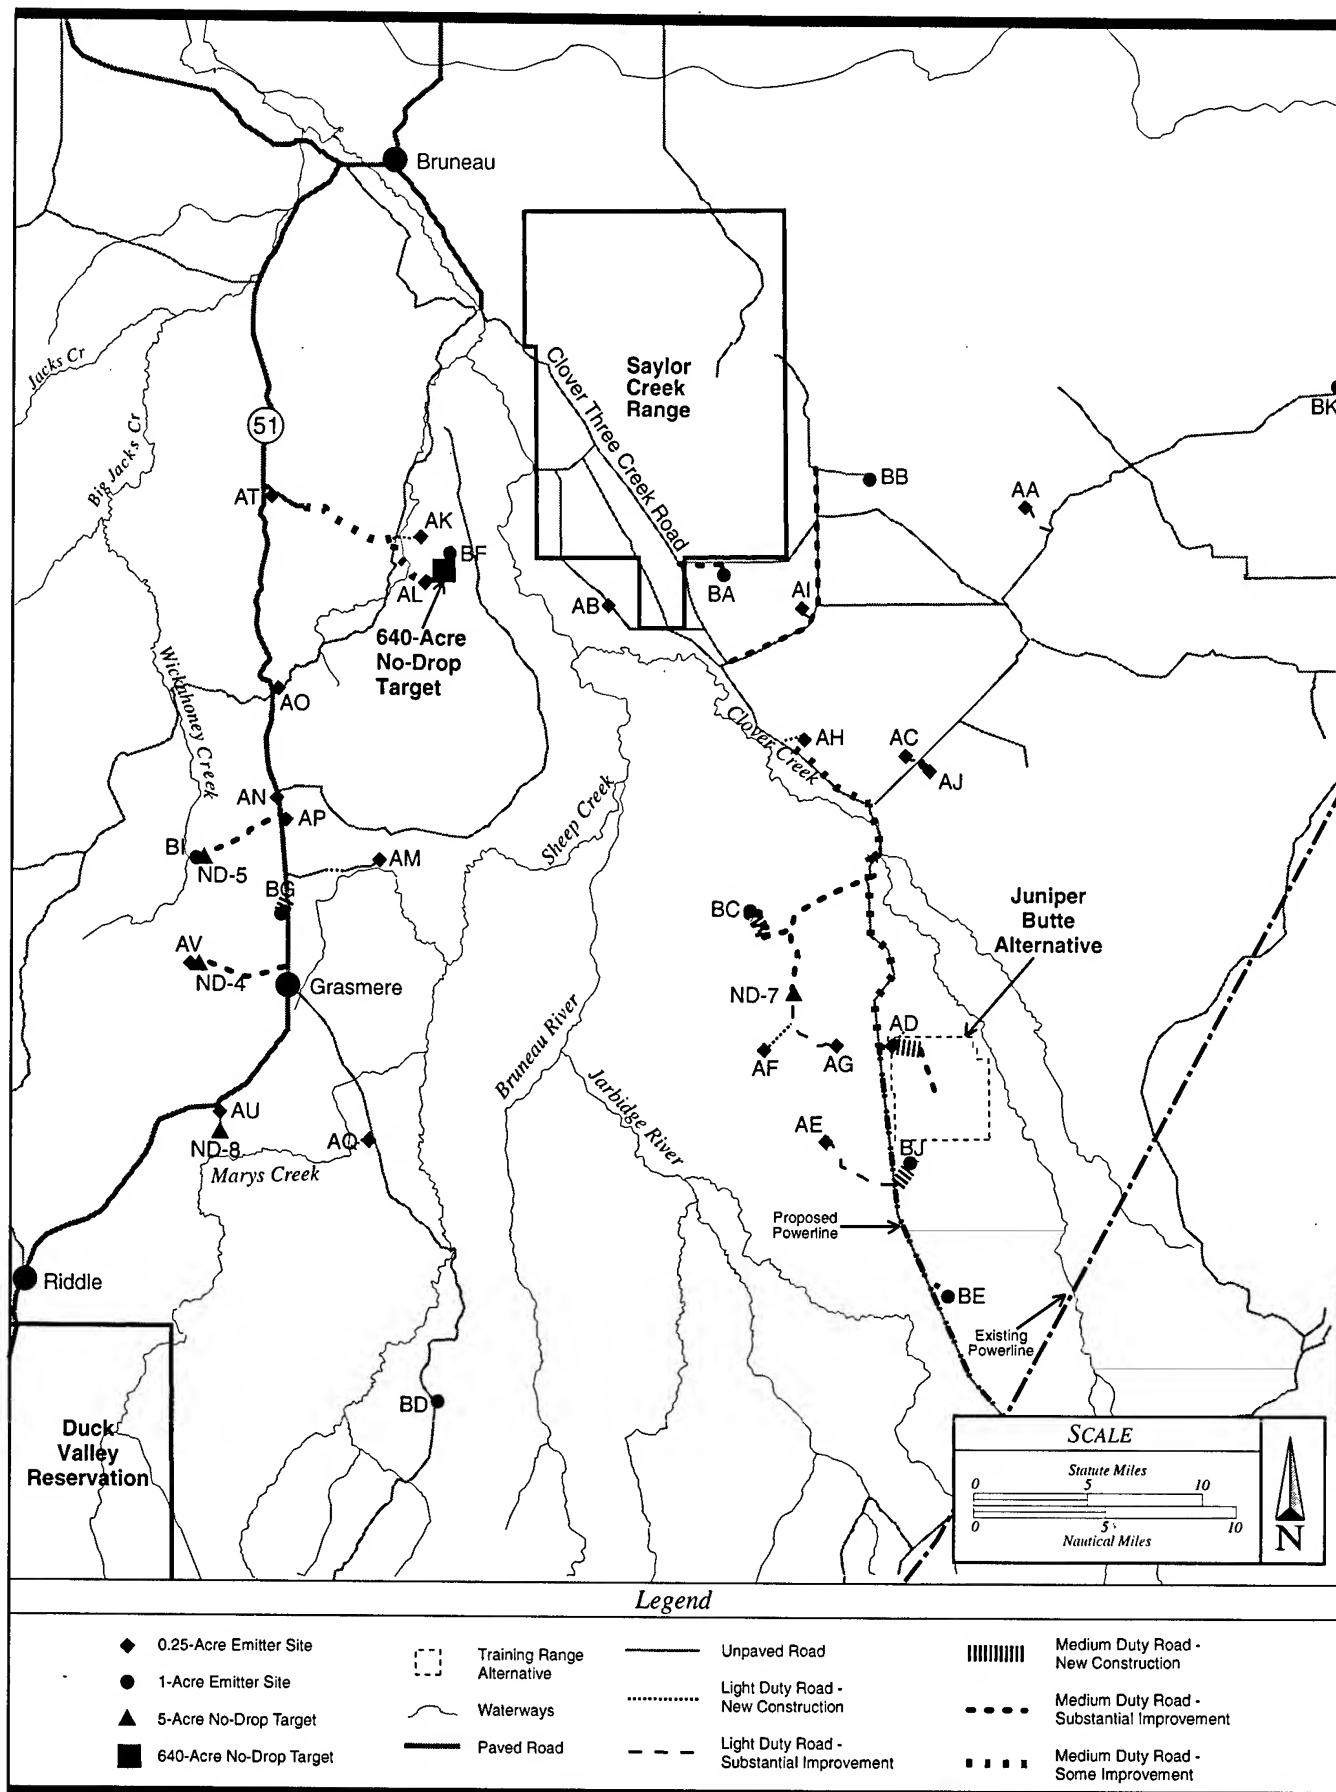 Bruneau
Saylor
Creek
Range
Clover Three Creek Road
Jacks Cr
Big Jacks Cr
51
BK
BB
AA
AT
AK
BF
AL
AB
BA
AI
640-Acre
No-Drop
Target
Wickahoney Creek
AO
Clover Creek
AH
AC
AJ
AN
AP
Sheep Creek
BI
ND-5
AM
BG
Juniper
Butte
Alternative
BC
AV
ND-4
Grasmere
ND-7
Bruneau River
AD
AF
AG
Jarbidge River
AU
ND-8
AQ
AE
BJ
Marys Creek
Proposed
Powerline
Riddle
BE
Existing
Powerline
BD
Duck
Valley
Reservation
SCALE
Statute Miles
0 5 10
0 5 10
Nautical Miles
N
Legend
0.25-Acre Emitter Site
1-Acre Emitter Site
5-Acre No-Drop Target
640-Acre No-Drop Target
Training Range
Alternative
Waterways
Paved Road
Unpaved Road
Light Duty Road -
New Construction
Light Duty Road -
Substantial Improvement
Medium Duty Road -
New Construction
Medium Duty Road -
Substantial Improvement
Medium Duty Road -
Some Improvement